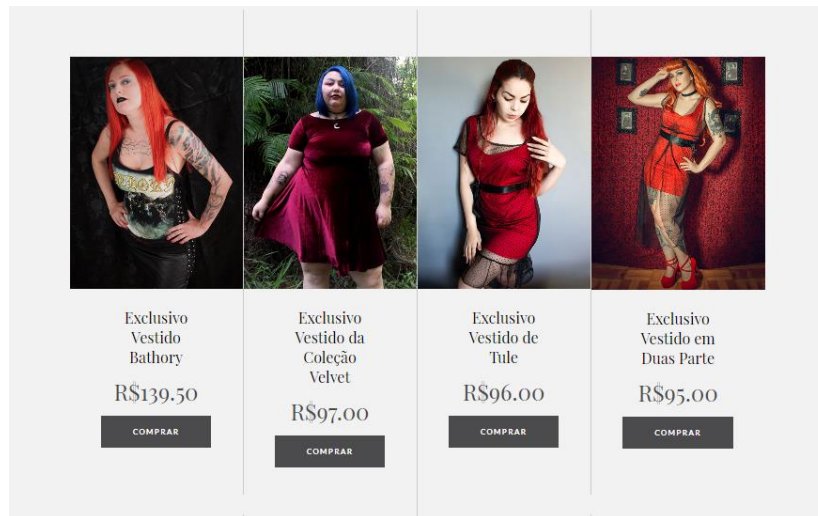 Exclusivo
Vestido
Bathory
R$139.50
COMPRAR
Exclusivo
Vestido da
Coleção
Velvet
R$97.00
COMPRAR
Exclusivo
Vestido de
Tule
R$96.00
COMPRAR
Exclusivo
Vestido em
Duas Parte
R$95.00
COMPRAR